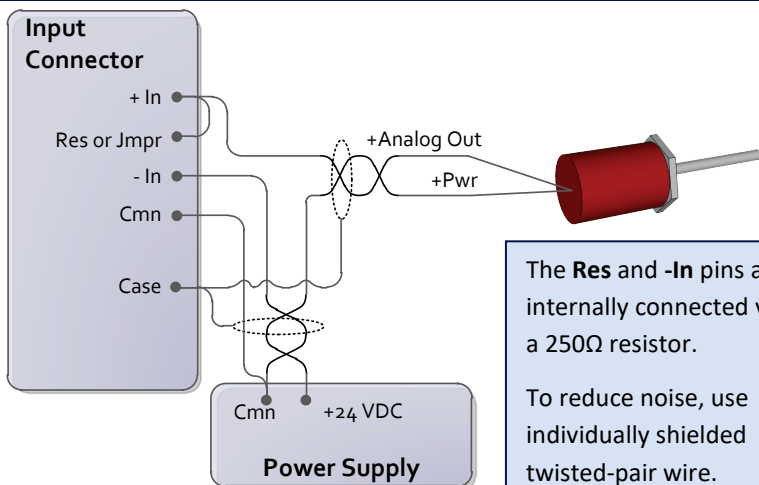 Input
Connector
+ In
Res or Jmpr
- In
Cmn
Case
+Analog Out
+Pwr
Cmn
+24 VDC
Power Supply
The Res and -In pins
internally connected
a 250Ω resistor.
To reduce noise, use
individually shielded
twisted-pair wire.